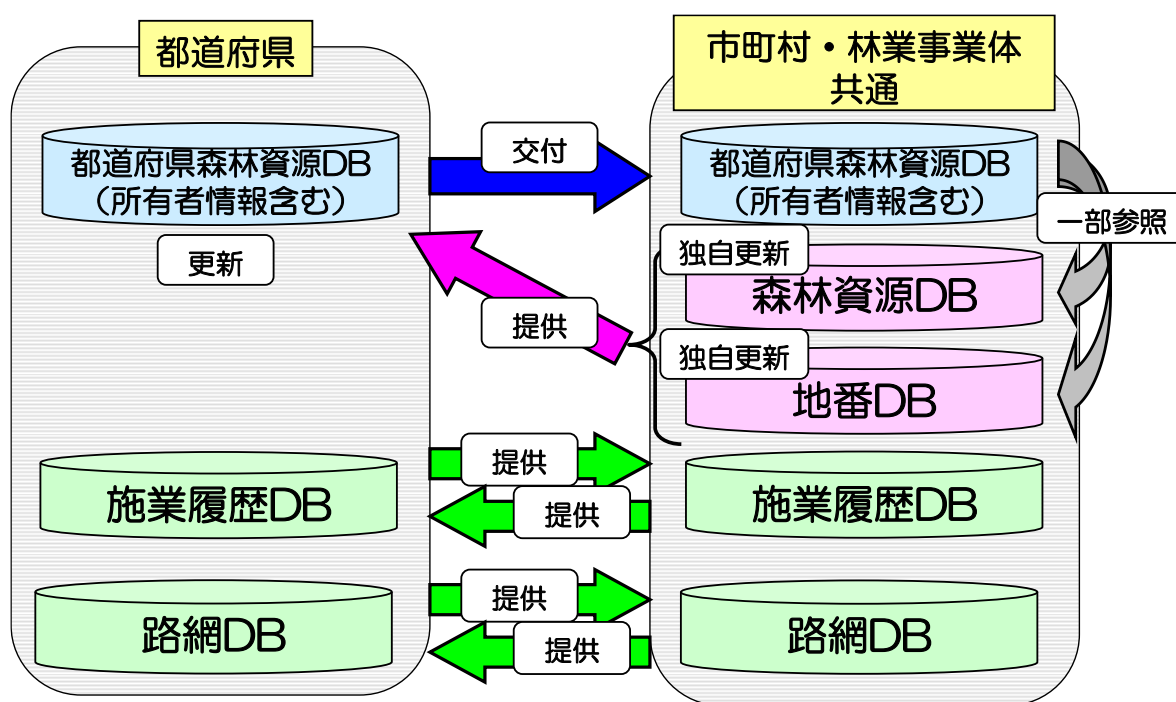 都道府県
市町村・林業事業体
共通
都道府県森林資源DB
（所有者情報含む）
交付
都道府県森林資源DB
（所有者情報含む）
一部参照
更新
独自更新
森林資源DB
提供
独自更新
地番DB
提供
施業履歴DB
施業履歴DB
提供
提供
路網DB
路網DB
提供